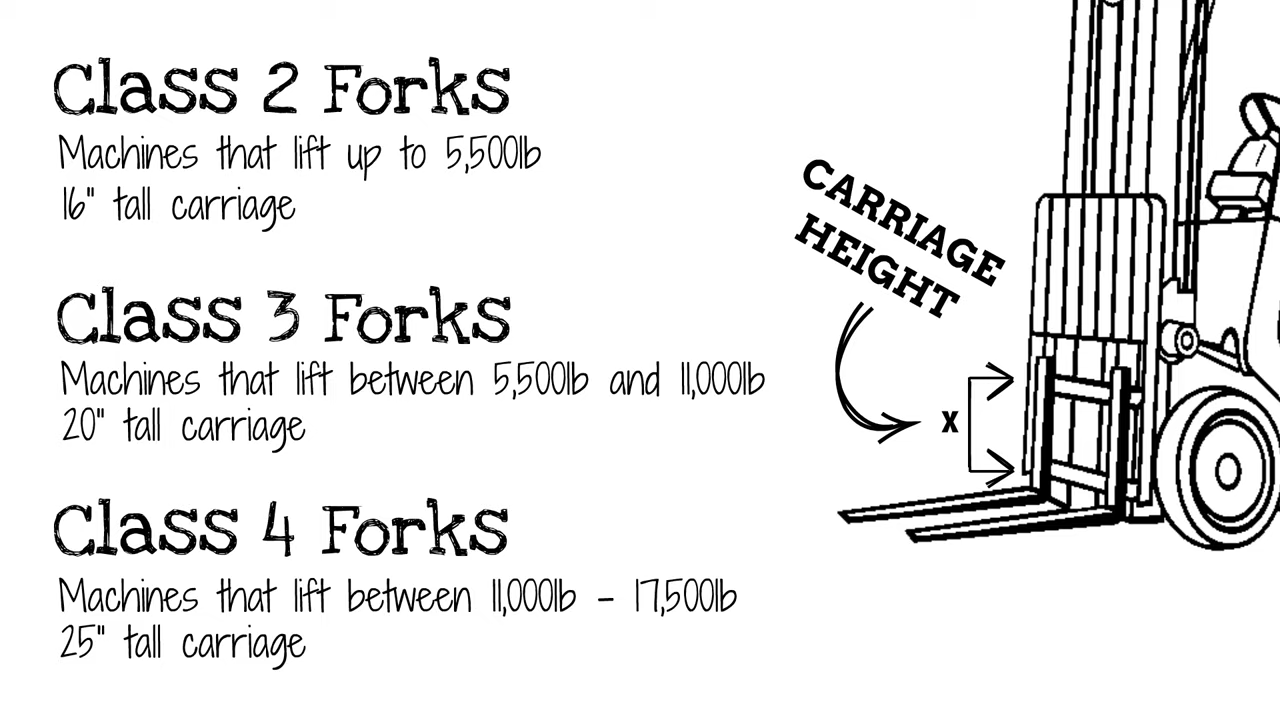 Class 2 Forks
Machines that lift up to 5,500lb
16" tall carriage
Class 3 Forks
Machines that lift between 5,500lb and 11,000lb
20" tall carriage
Class 4 Forks
Machines that lift between 11,000lb - 17,500lb
25" tall carriage
CARRIAGE
HEIGHT
X